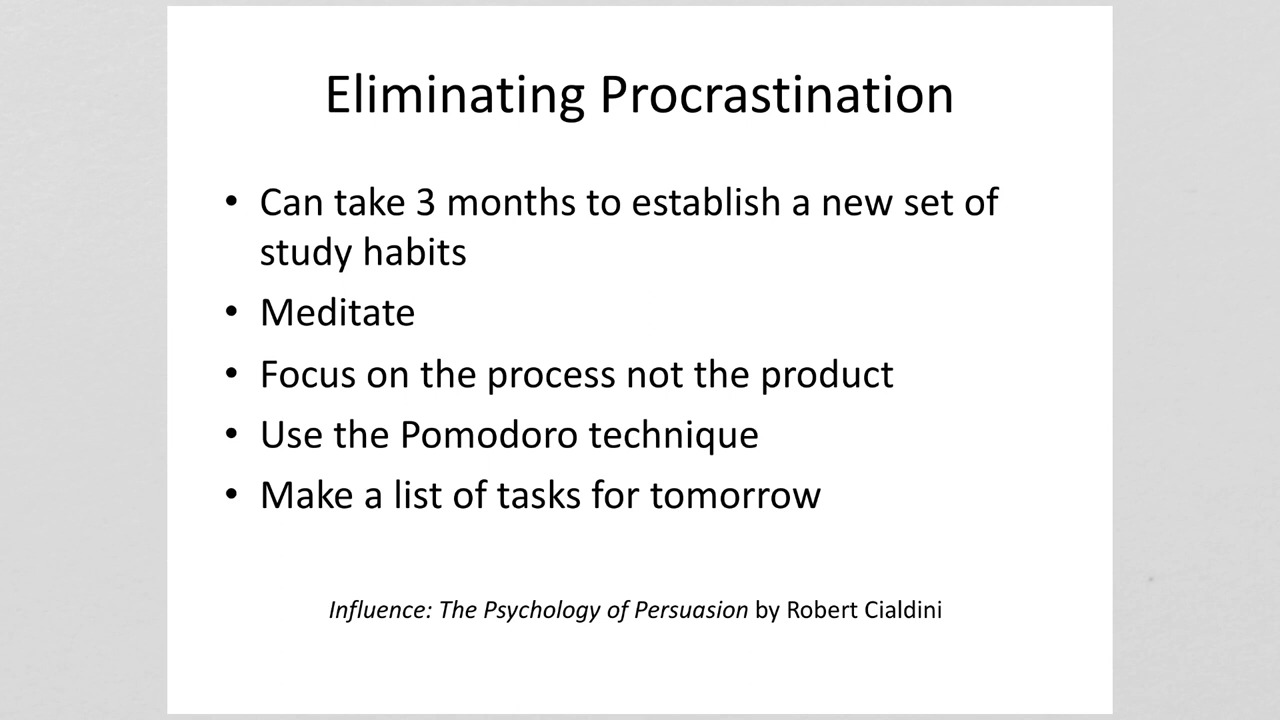 Eliminating Procrastination
• Can take 3 months to establish a new set of
study habits
• Meditate
• Focus on the process not the product
• Use the Pomodoro technique
• Make a list of tasks for tomorrow
Influence: The Psychology of Persuasion by Robert Cialdini